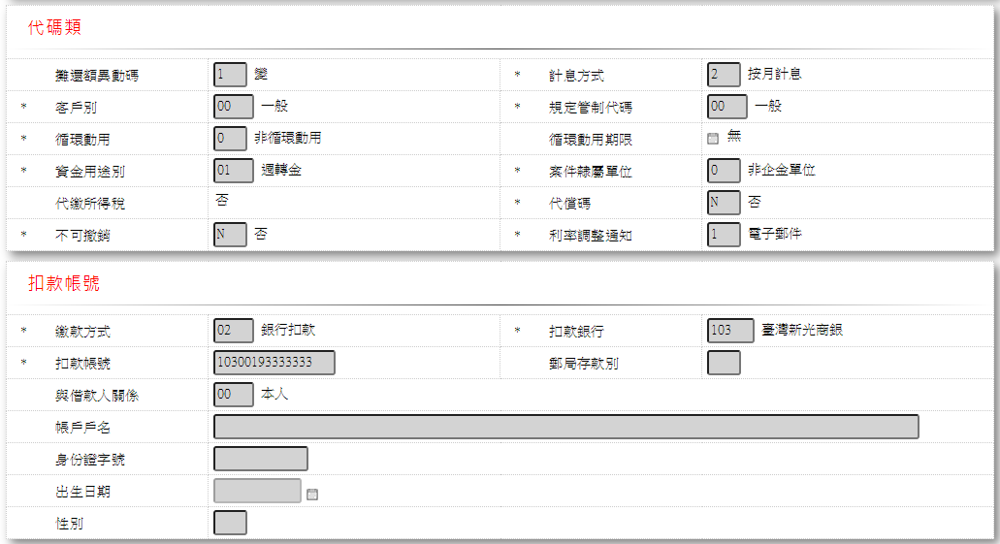 代碼類
攤還額異動碼 1 變 * 計息方式 2 按月計息
* 客戶別 00 一般 * 規定管制代碼 00 一般
* 循環動用 0 非循環動用 循環動用期限 無
* 資金用途別 01 週轉金 * 案件隸屬單位 0 非企金單位
代繳所得稅 否 * 代償碼 N 否
* 不可撤銷 N 否 * 利率調整通知 1 電子郵件
扣款帳號
* 繳款方式 02 銀行扣款 * 扣款銀行 103 臺灣新光商銀
* 扣款帳號 10300193333333 郵局存款別
與借款人關係 00 本人
帳戶戶名
身份證字號
出生日期
性別